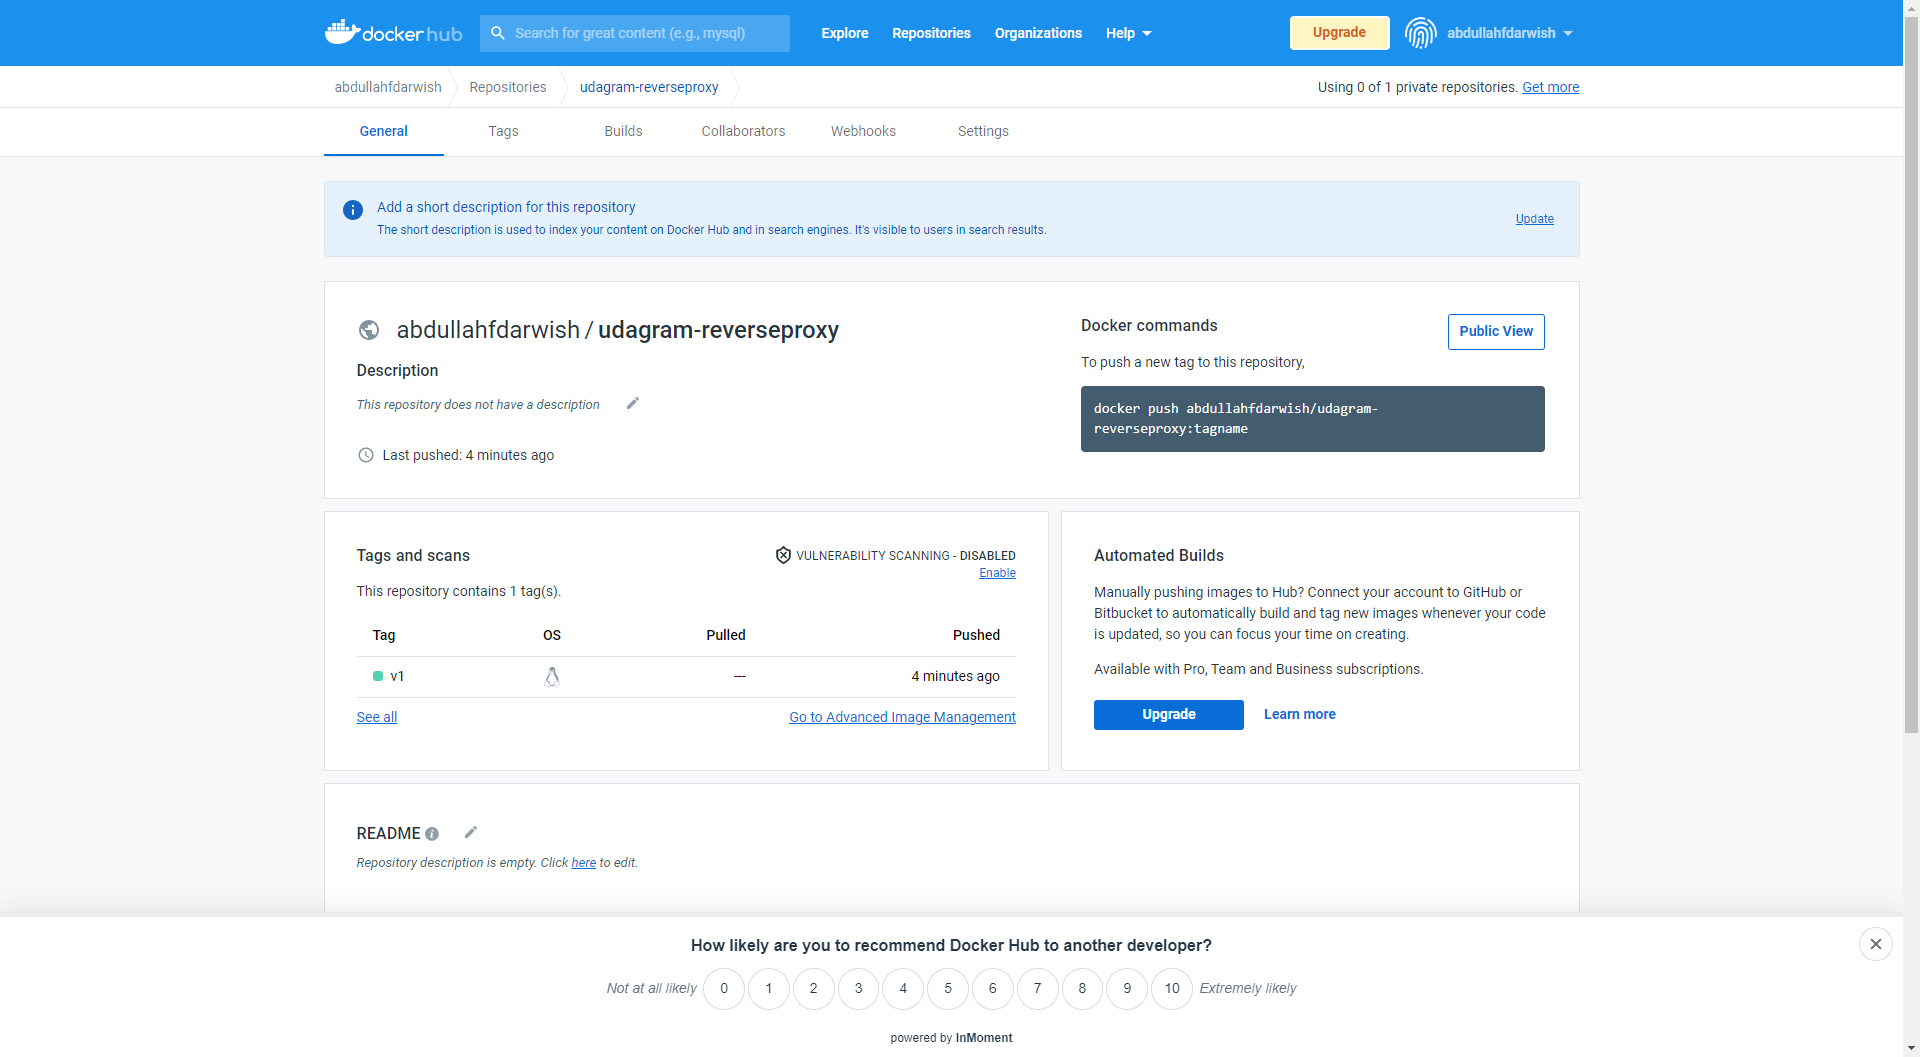 docker hub
Search for great content (e.g., mysql)
Explore
Repositories
Organizations
Help
Upgrade
abdullahfdarwish
abdullahfdarwish
Repositories
udagram-reverseproxy
Using 0 of 1 private repositories. Get more
General
Tags
Builds
Collaborators
Webhooks
Settings
Add a short description for this repository
The short description is used to index your content on Docker Hub and in search engines. It's visible to users in search results.
Update
abdullahfdarwish / udagram-reverseproxy
Description
This repository does not have a description
Last pushed: 4 minutes ago
Docker commands
Public View
To push a new tag to this repository,
docker push abdullahfdarwish/udagram-
reverseproxy:tagname
Tags and scans
VULNERABILITY SCANNING - DISABLED
Enable
This repository contains 1 tag(s).
Tag OS Pulled Pushed
v1 --- 4 minutes ago
See all
Go to Advanced Image Management
Automated Builds
Manually pushing images to Hub? Connect your account to GitHub or
Bitbucket to automatically build and tag new images whenever your code
is updated, so you can focus your time on creating.
Available with Pro, Team and Business subscriptions.
Upgrade
Learn more
README
Repository description is empty. Click here to edit.
How likely are you to recommend Docker Hub to another developer?
Not at all likely 0 1 2 3 4 5 6 7 8 9 10 Extremely likely
powered by InMoment